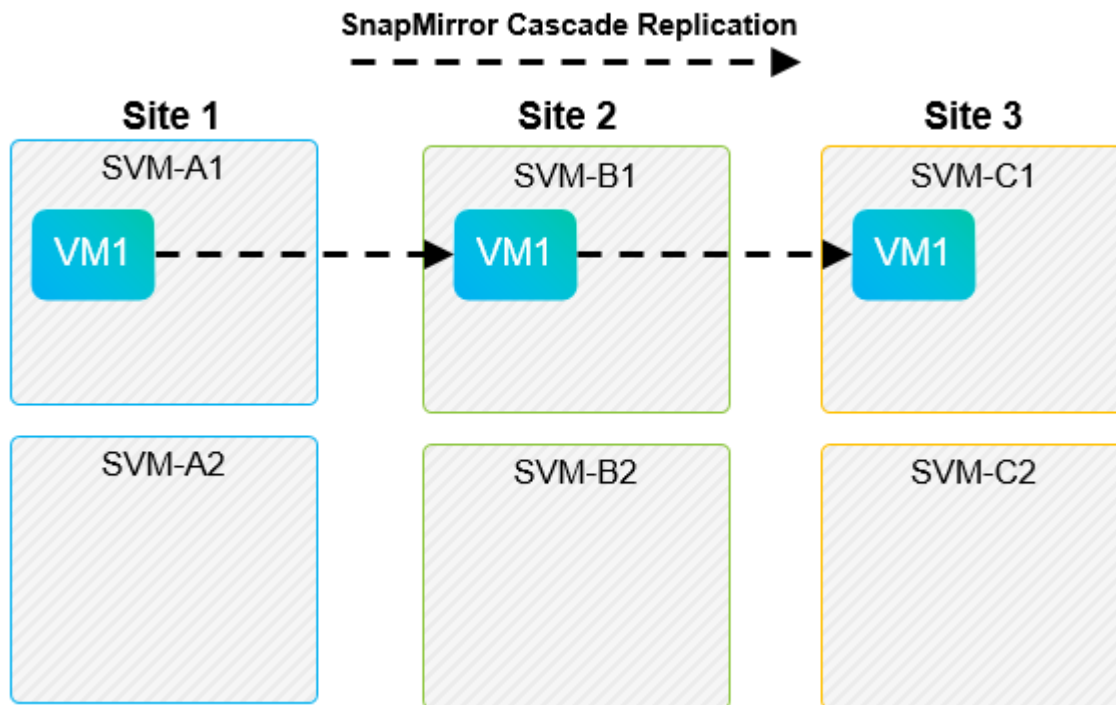 SnapMirror Cascade Replication
Site 1
Site 2
Site 3
SVM-A1
SVM-B1
SVM-C1
VM1
VM1
VM1
SVM-A2
SVM-B2
SVM-C2